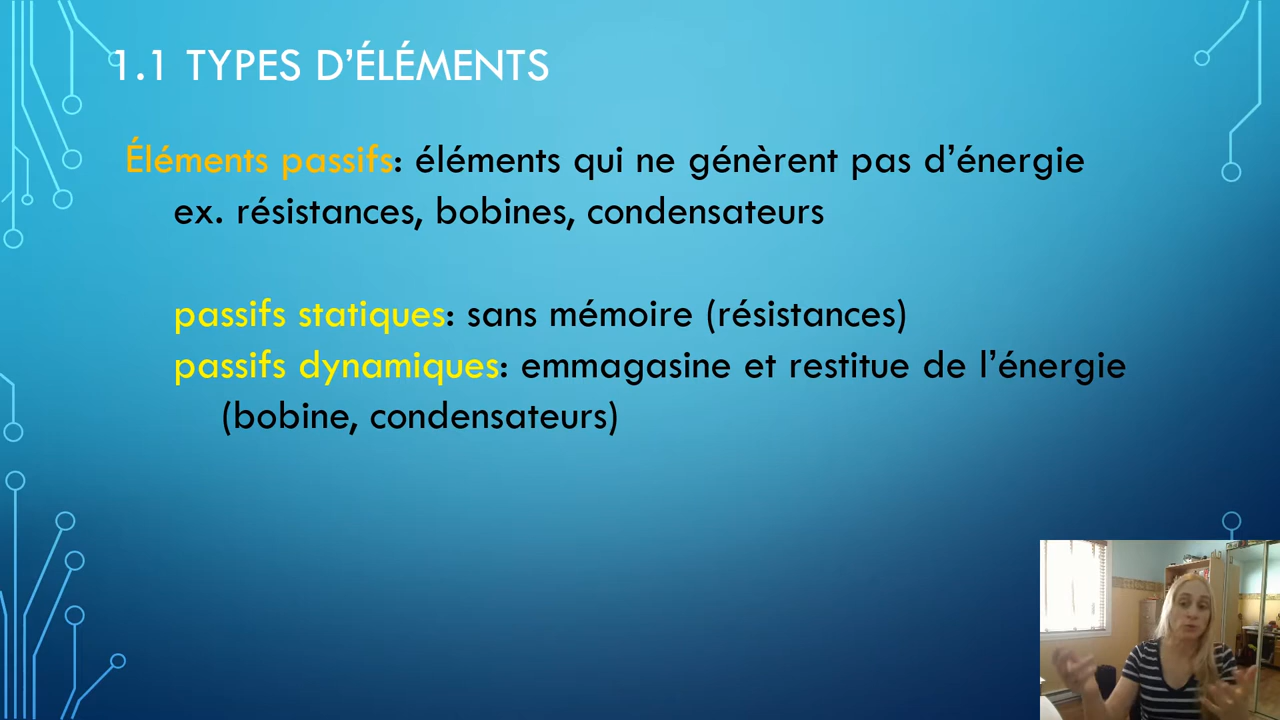 1.1 TYPES D’ÉLÉMENTS
Éléments passifs: éléments qui ne génèrent pas d’énergie
ex. résistances, bobines, condensateurs
passifs statiques: sans mémoire (résistances)
passifs dynamiques: emmagasine et restitue de l’énergie
(bobine, condensateurs)